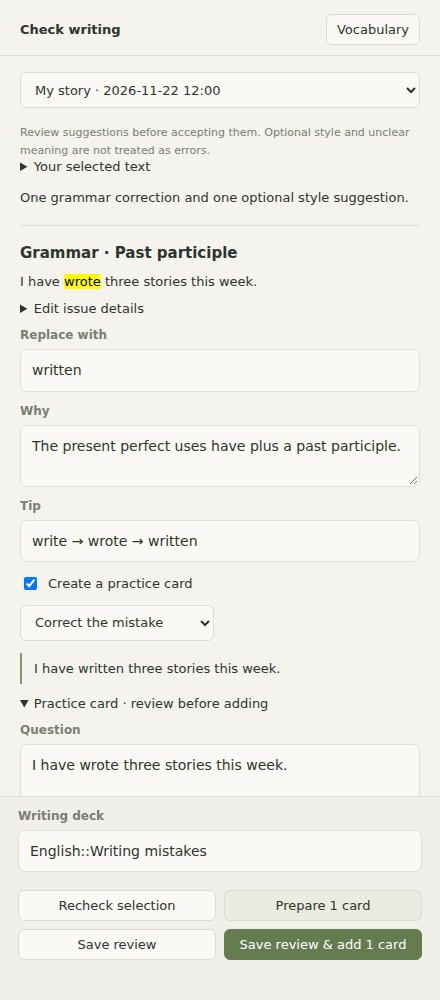 Check writing
Vocabulary
My story · 2026-11-22 12:00
Review suggestions before accepting them. Optional style and unclear
meaning are not treated as errors.
Your selected text
One grammar correction and one optional style suggestion.
Grammar · Past participle
I have wrote three stories this week.
Edit issue details
Replace with
written
Why
The present perfect uses have plus a past participle.
Tip
write → wrote → written
Create a practice card
Correct the mistake
I have written three stories this week.
Practice card · review before adding
Question
I have wrote three stories this week.
Writing deck
English::Writing mistakes
Recheck selection
Prepare 1 card
Save review
Save review & add 1 card